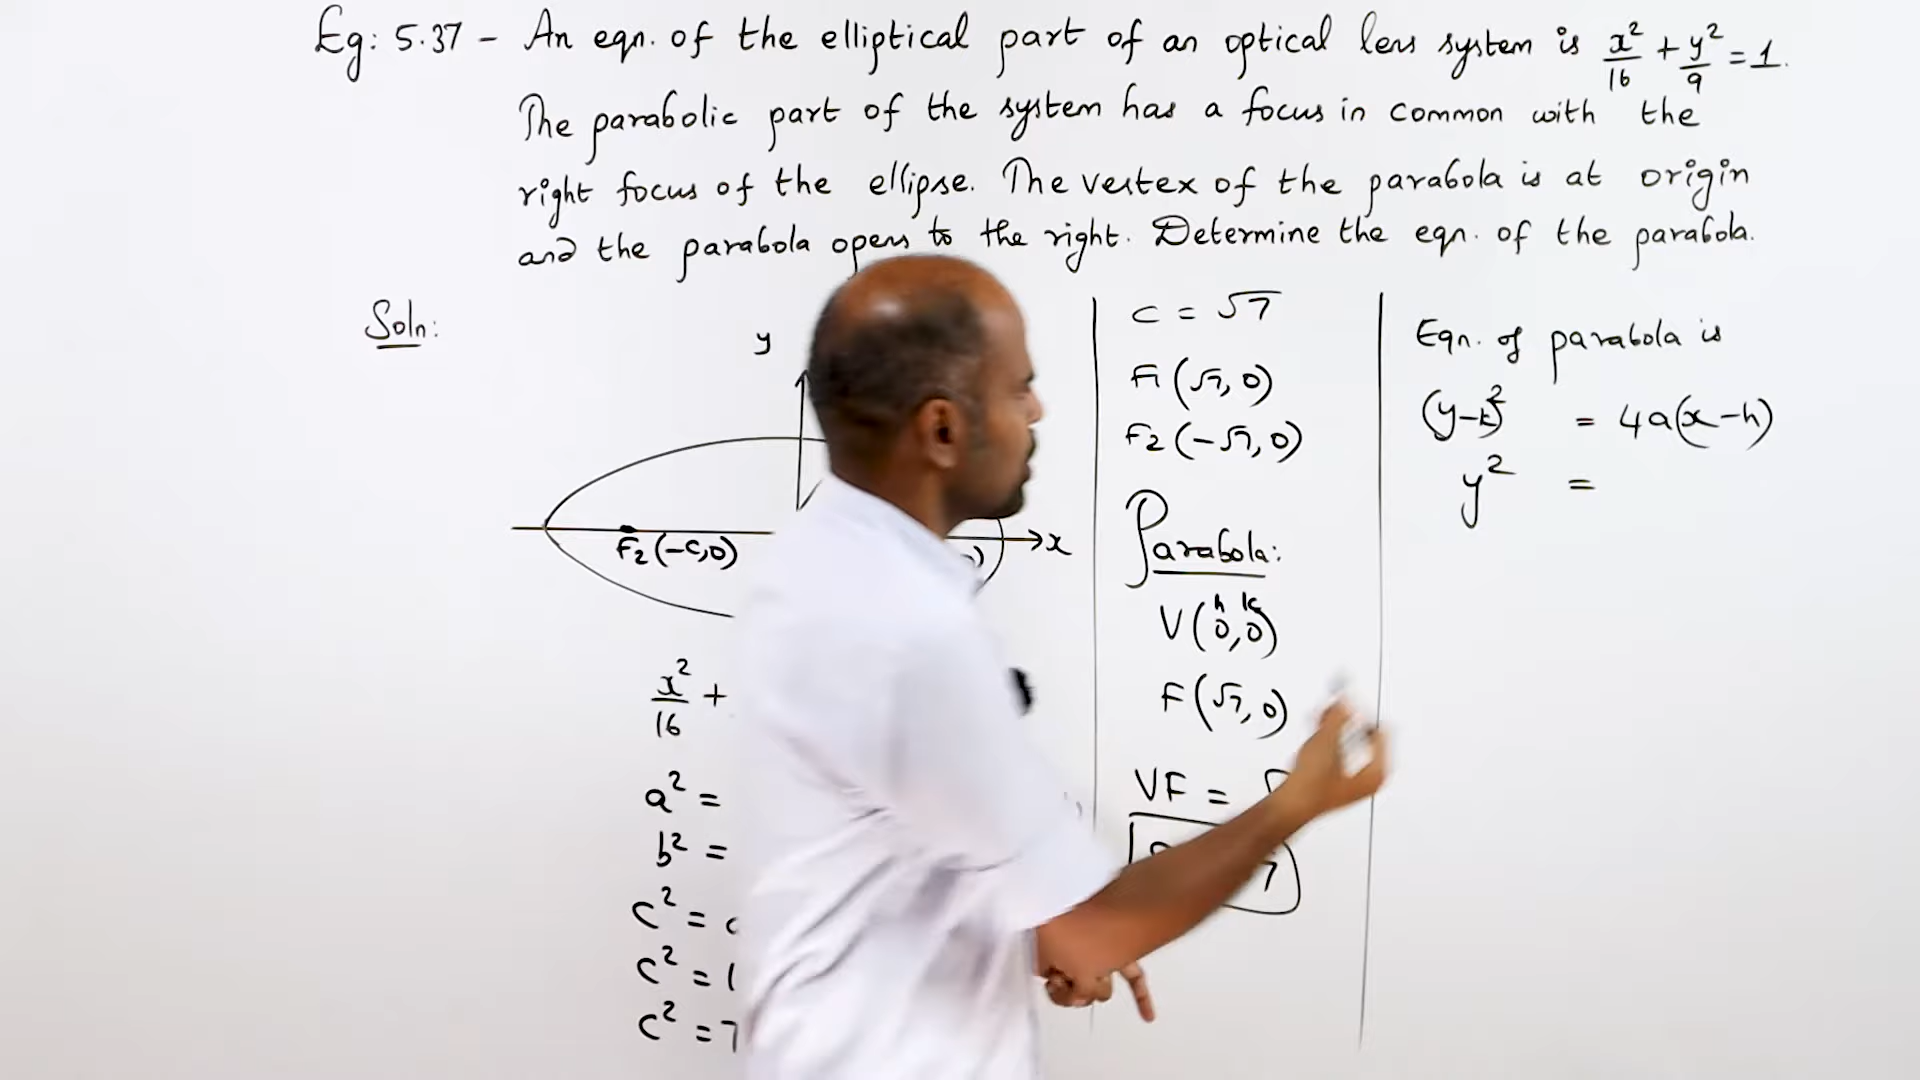 Eg: 5.37 - An eqn. of the elliptical part of an optical lens system is x²/16 + y²/9 = 1.
The parabolic part of the system has a focus in common with the
right focus of the ellipse. The vertex of the parabola is at origin
and the parabola opens to the right. Determine the eqn. of the parabola.
Soln:
y
x
F2 (-c,0)
x²/16 +
a² =
b² =
c² =
c² = 1
c² = 7
c = √7
F1 (√7, 0)
F2 (-√7, 0)
Parabola:
h k
V(0,0)
F(√7, 0)
VF =
7
Eqn. of parabola is
(y-k)² = 4a(x-h)
y² =